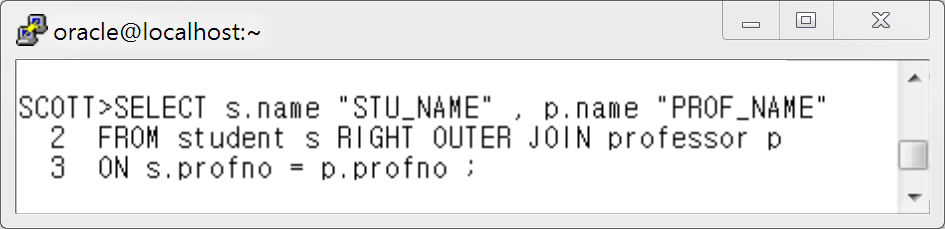 oracle@localhost:~
SCOTT>SELECT s.name "STU_NAME" , p.name "PROF_NAME"
  2  FROM student s RIGHT OUTER JOIN professor p
  3  ON s.profno = p.profno ;